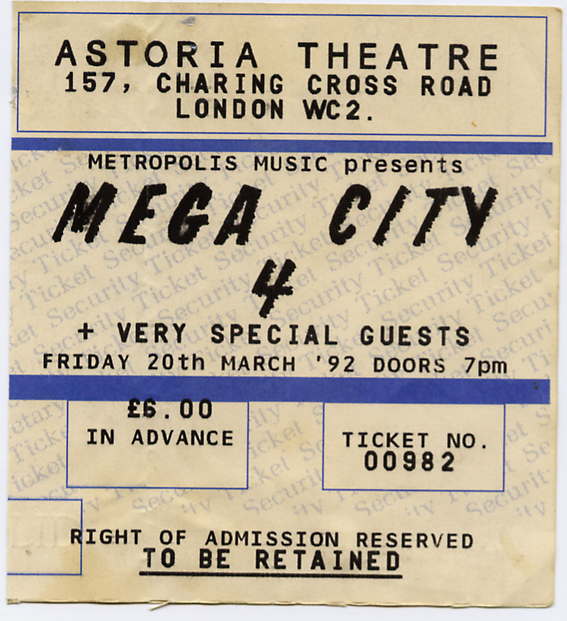 ASTORIA THEATRE
157, CHARING CROSS ROAD
LONDON WC2.
METROPOLIS MUSIC presents
MEGA CITY
4
+ VERY SPECIAL GUESTS
FRIDAY 20th MARCH '92 DOORS 7pm
£6.00
IN ADVANCE
TICKET NO.
00982
RIGHT OF ADMISSION RESERVED
TO BE RETAINED